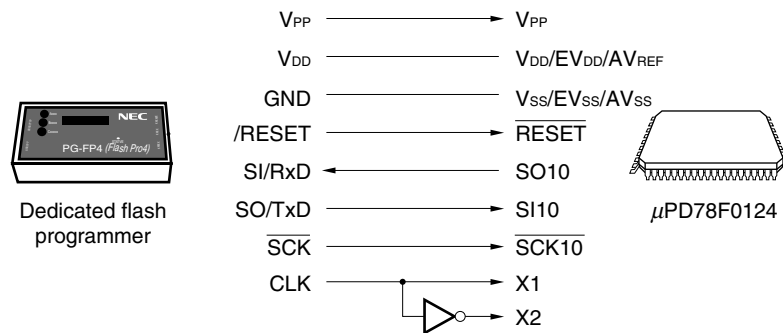 VPP VPP
VDD VDD/EVDD/AVREF
GND VSS/EVSS/AVSS
/RESET RESET
SI/RxD SO10
SO/TxD SI10
SCK SCK10
CLK X1
X2
NEC
PG-FP4 (Flash Pro4)
Dedicated flash
programmer
μPD78F0124